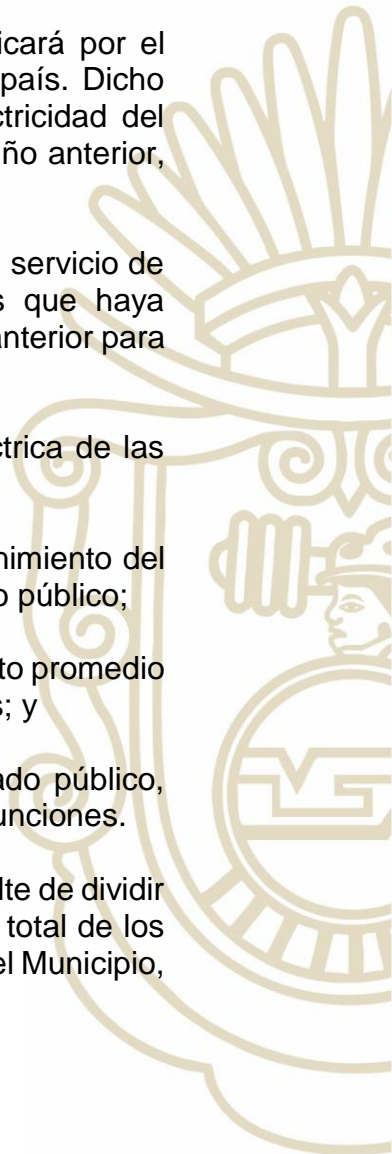 icará por el
país. Dicho
ctricidad del
ño anterior,
servicio de
s que haya
anterior para
ctrica de las
nimiento del
o público;
to promedio
s; y
ado público,
unciones.
lte de dividir
total de los
el Municipio,